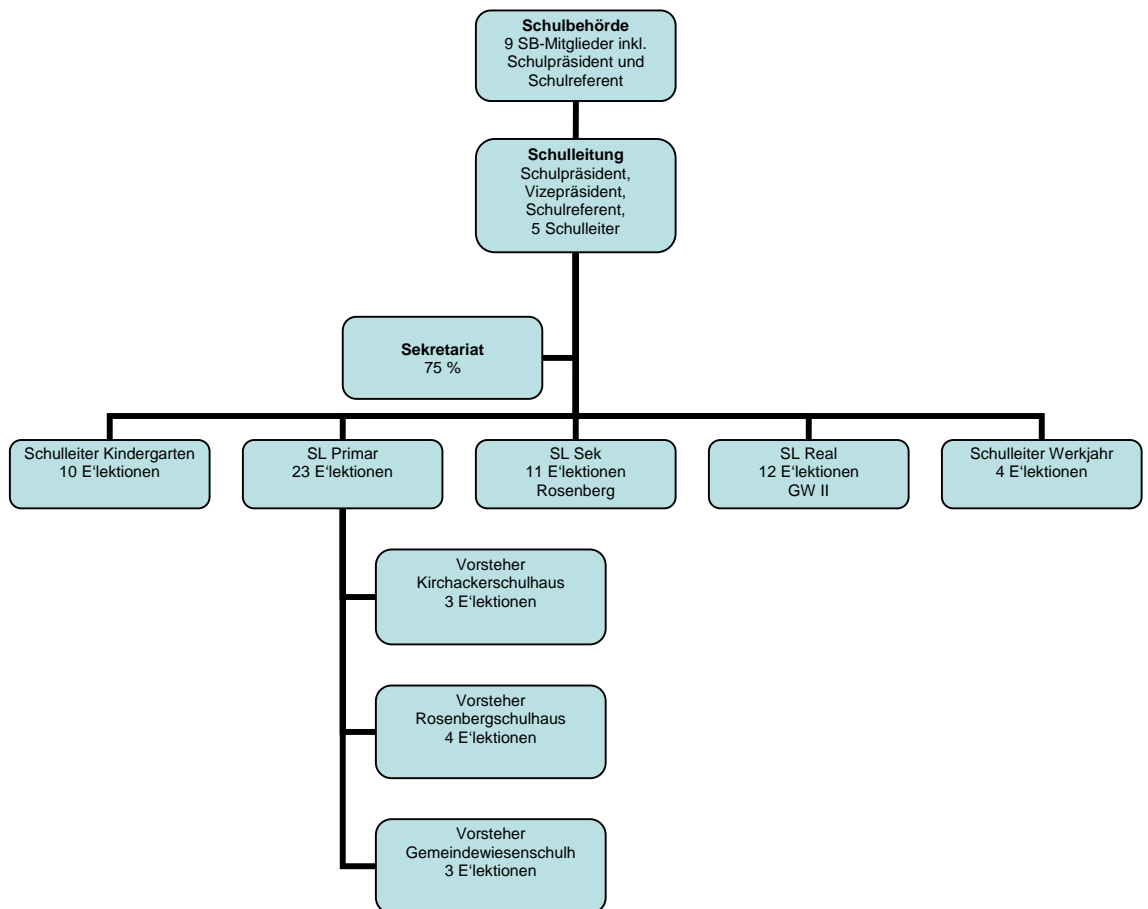 Schulbehörde
9 SB-Mitglieder inkl.
Schulpräsident und
Schulreferent
Schulleitung
Schulpräsident,
Vizepräsident,
Schulreferent,
5 Schulleiter
Sekretariat
75 %
Schulleiter Kindergarten
10 E‘lektionen
SL Primar
23 E‘lektionen
SL Sek
11 E‘lektionen
Rosenberg
SL Real
12 E‘lektionen
GW II
Schulleiter Werkjahr
4 E‘lektionen
Vorsteher
Kirchackerschulhaus
3 E‘lektionen
Vorsteher
Rosenbergschulhaus
4 E‘lektionen
Vorsteher
Gemeindewiesenschulh
3 E‘lektionen